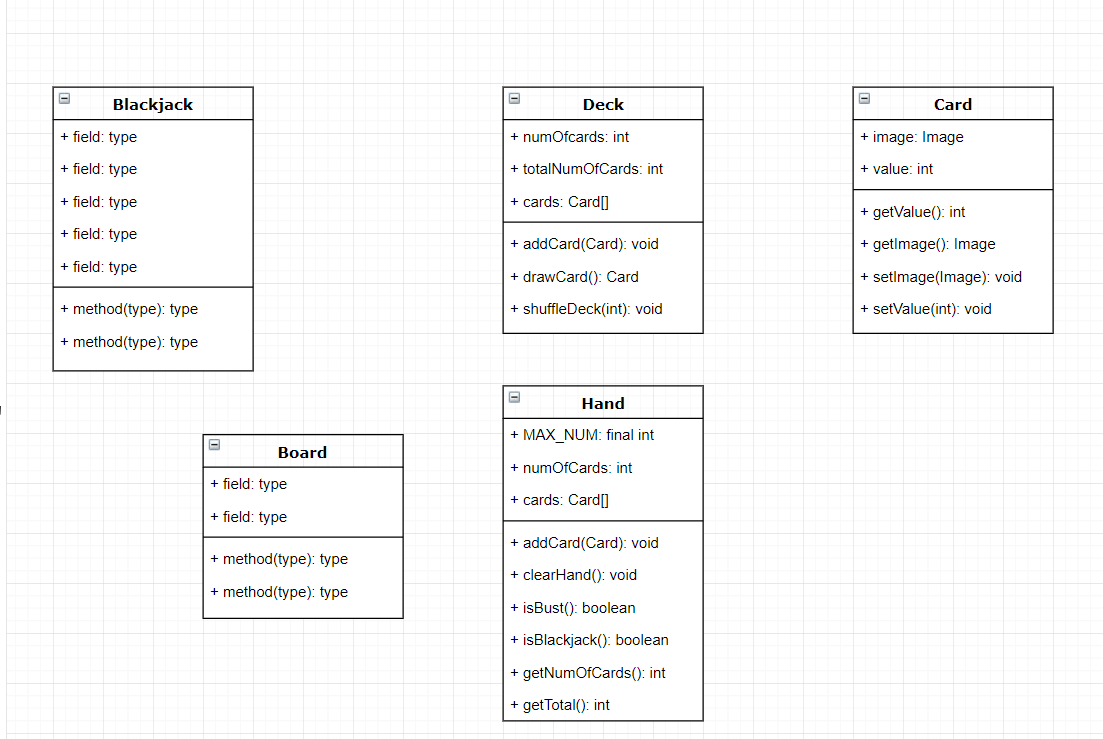 Blackjack
+ field: type
+ field: type
+ field: type
+ field: type
+ field: type
+ method(type): type
+ method(type): type
Deck
+ numOfcards: int
+ totalNumOfCards: int
+ cards: Card[]
+ addCard(Card): void
+ drawCard(): Card
+ shuffleDeck(int): void
Card
+ image: Image
+ value: int
+ getValue(): int
+ getImage(): Image
+ setImage(Image): void
+ setValue(int): void
Board
+ field: type
+ field: type
+ method(type): type
+ method(type): type
Hand
+ MAX_NUM: final int
+ numOfCards: int
+ cards: Card[]
+ addCard(Card): void
+ clearHand(): void
+ isBust(): boolean
+ isBlackjack(): boolean
+ getNumOfCards(): int
+ getTotal(): int